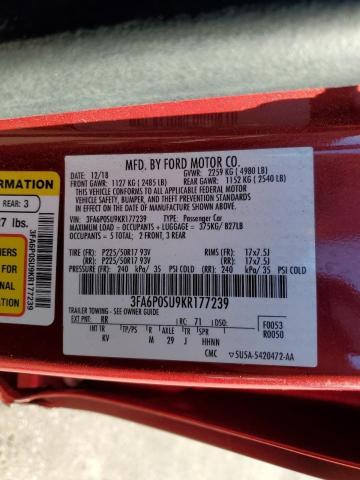 MFD. BY FORD MOTOR CO.
12/18 GVWR: 2259 KG ( 4980 LB)
FRONT GAWR: 1127 KG ( 2485 LB) REAR GAWR: 1152 KG ( 2540 LB)
THIS VEHICLE CONFORMS TO ALL APPLICABLE FEDERAL MOTOR
VEHICLE SAFETY, BUMPER, AND THEFT PREVENTION STANDARDS IN
EFFECT ON THE DATE OF MANUFACTURE SHOWN ABOVE.
VIN: 3FA6P0SU9KR177239 TYPE: Passenger Car
MAXIMUM LOAD = OCCUPANTS + LUGGAGE = 375KG/ 827LB
OCCUPANTS = 5 TOTAL: 2 FRONT, 3 REAR
TIRE (FR): P225/50R17 93V RIMS(FR): 17x7.5J
TIRE (RR): P225/50R17 93V (RR): 17x7.5J
PRESSURE (FR): 240 kPa/ 35 PSI COLD (RR): 240 kPa/ 35 PSI COLD
3FA6P0SU9KR177239
TRAILER TOWING - SEE OWNER GUIDE
EXT PNT: RR RC: 71 DSO: F0053
R0050
INT TR TP/PS R AXLE TR SPR
KV M 29 J HHNN
CMC 5U5A-5420472-AA
FORMATION
REAR: 3
27 lbs.
3FA6P0SU9KR177239